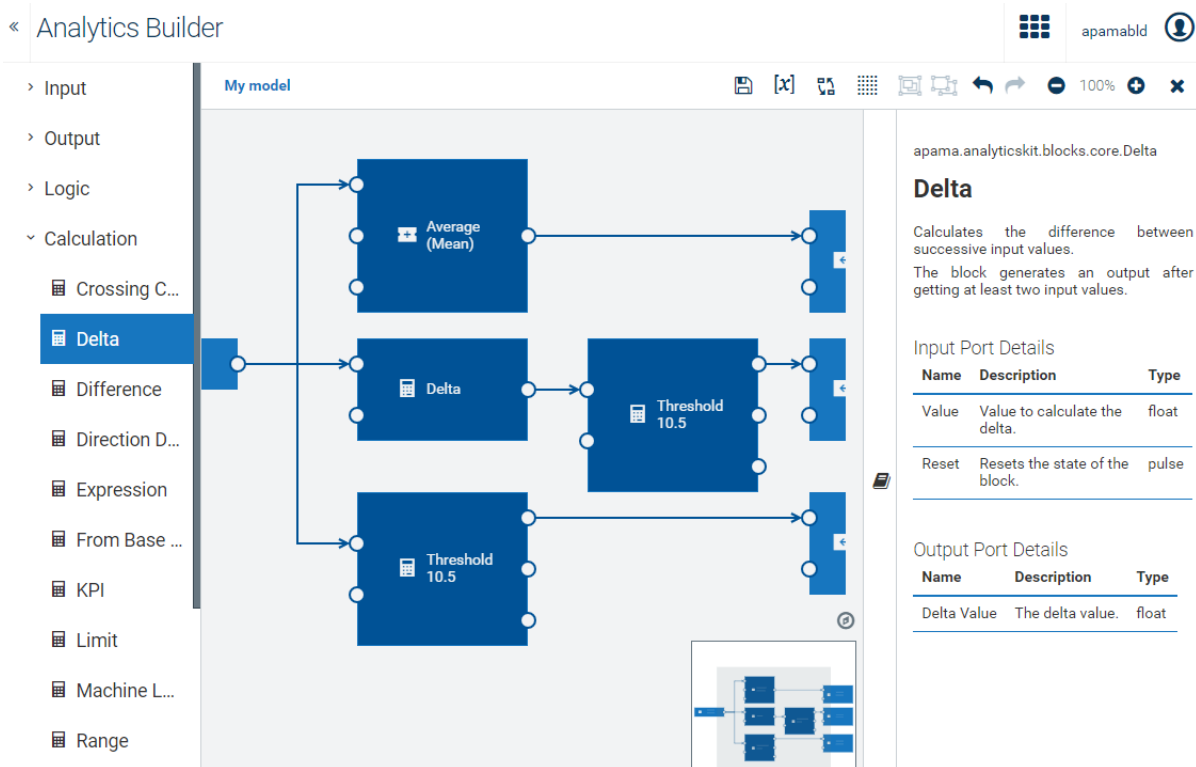 « Analytics Builder
apamabld
Input
Output
Logic
Calculation
Crossing C...
Delta
Difference
Direction D...
Expression
From Base ...
KPI
Limit
Machine L...
Range
My model
[x]
100%
Average
(Mean)
Delta
Threshold
10.5
Threshold
10.5
apama.analyticskit.blocks.core.Delta
Delta
Calculates the difference between
successive input values.
The block generates an output after
getting at least two input values.
Input Port Details
Name Description Type
Value Value to calculate the float
delta.
Reset Resets the state of the pulse
block.
Output Port Details
Name Description Type
Delta Value The delta value. float